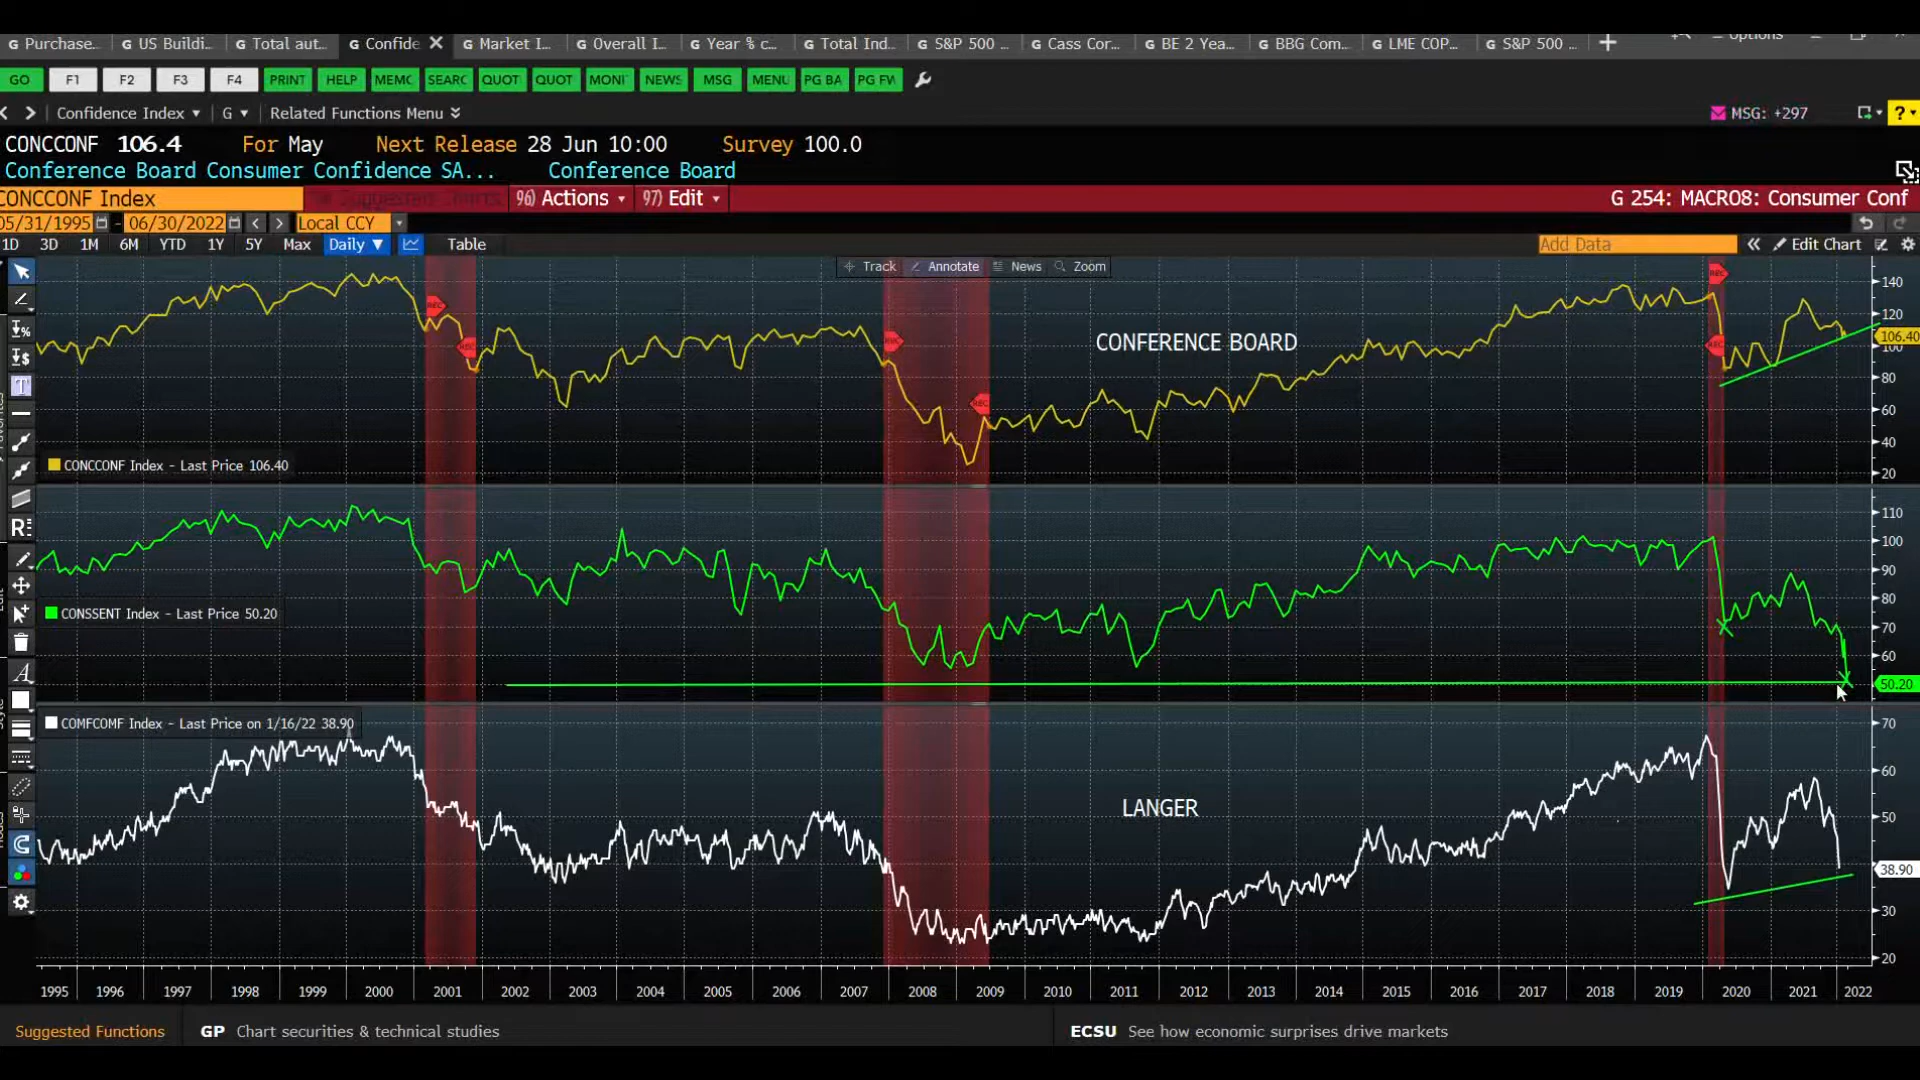 G Purchase... G US Buildi... G Total aut... G Confide × G Market I... G Overall I... G Year % c... G Total Ind... G S&P 500 ... G Cass Cor... G BE 2 Yea... G BBG Com... G LME COP... G S&P 500 ... + Options
GO F1 F2 F3 F4 PRINT HELP MEMC SEARC QUOT QUOT MONI NEWS MSG MENU PG BA PG FW
< > Confidence Index G Related Functions Menu MSG: +297 ?
CONCCONF 106.4 For May Next Release 28 Jun 10:00 Survey 100.0
Conference Board Consumer Confidence SA... Conference Board
CONCCONF Index 96) Actions 97) Edit G 254: MACRO8: Consumer Conf
05/31/1995 - 06/30/2022 < > Local CCY
1D 3D 1M 6M YTD 1Y 5Y Max Daily ▼ Table Add Data « Edit Chart
Track Annotate News Zoom
REC
REC
REC
REC
REC
REC
CONFERENCE BOARD
CONCCONF Index - Last Price 106.40
140
120
106.40
100
80
60
40
20
CONSSENT Index - Last Price 50.20
110
100
90
80
70
60
50.20
COMFCOMF Index - Last Price on 1/16/22 38.90
LANGER
70
60
50
38.90
30
20
1995 1996 1997 1998 1999 2000 2001 2002 2003 2004 2005 2006 2007 2008 2009 2010 2011 2012 2013 2014 2015 2016 2017 2018 2019 2020 2021 2022
Suggested Functions GP Chart securities & technical studies ECSU See how economic surprises drive markets